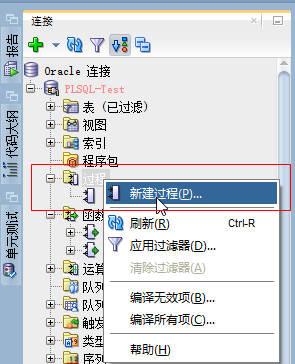 连接
Oracle 连接
PLSQL-Test
表 (已过滤)
视图
索引
程序包
过程
新建过程(P)...
刷新(R) Ctrl-R
应用过滤器(D)...
清除过滤器(A)
编译无效项(B)...
编译所有项(C)...
帮助(H)
函数
运算
队列
队列
触发
类型
序列
报告
代码大纲
单元测试